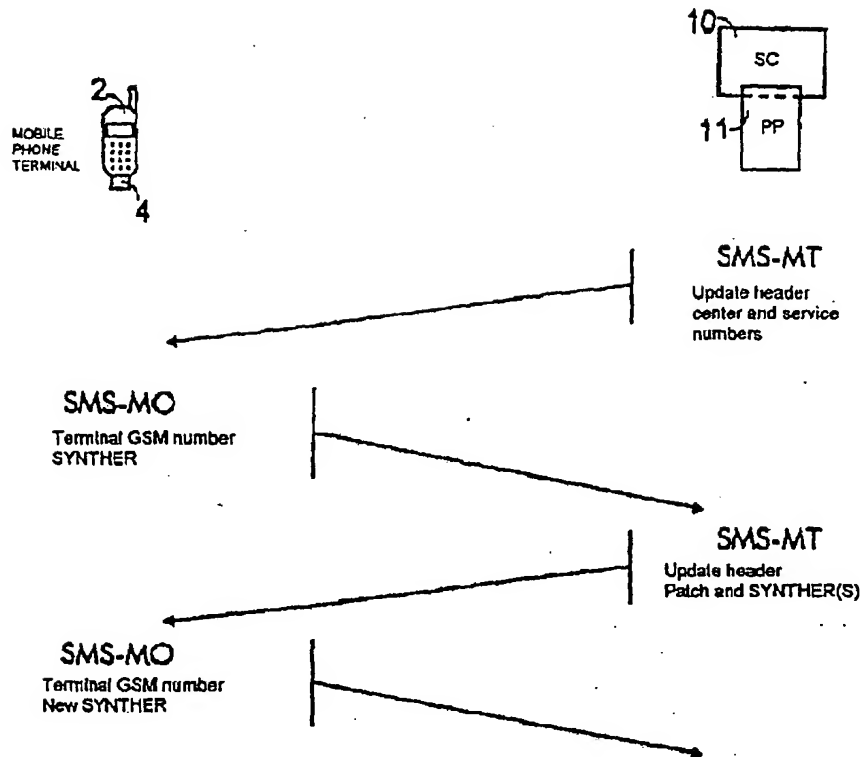 10
SC
2
MOBILE
PHONE
TERMINAL
11
PP
4
SMS-MT
Update header
center and service
numbers
SMS-MO
Terminal GSM number
SYNTHER
SMS-MT
Update header
Patch and SYNTHER(S)
SMS-MO
Terminal GSM number
New SYNTHER